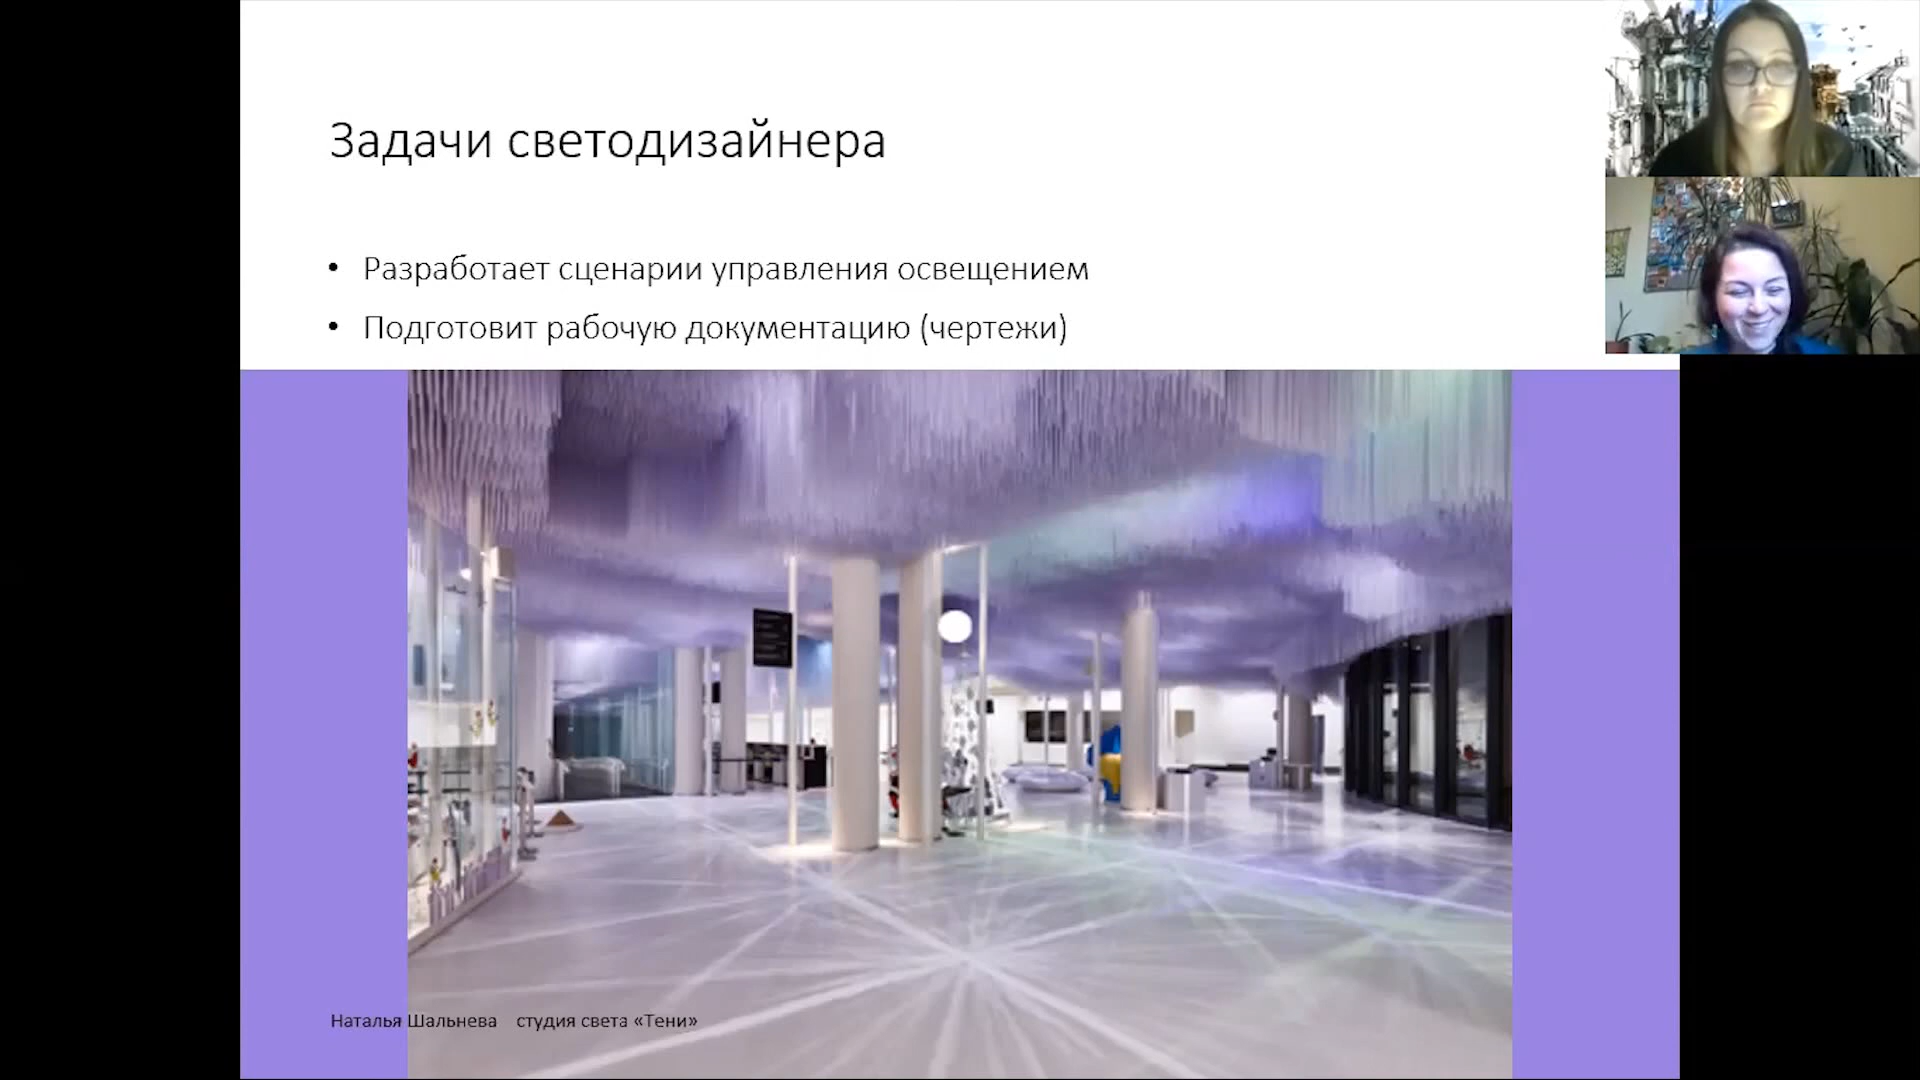 Задачи светодизайнера
• Разработает сценарии управления освещением
• Подготовит рабочую документацию (чертежи)
Наталья Шальнева студия света «Тени»